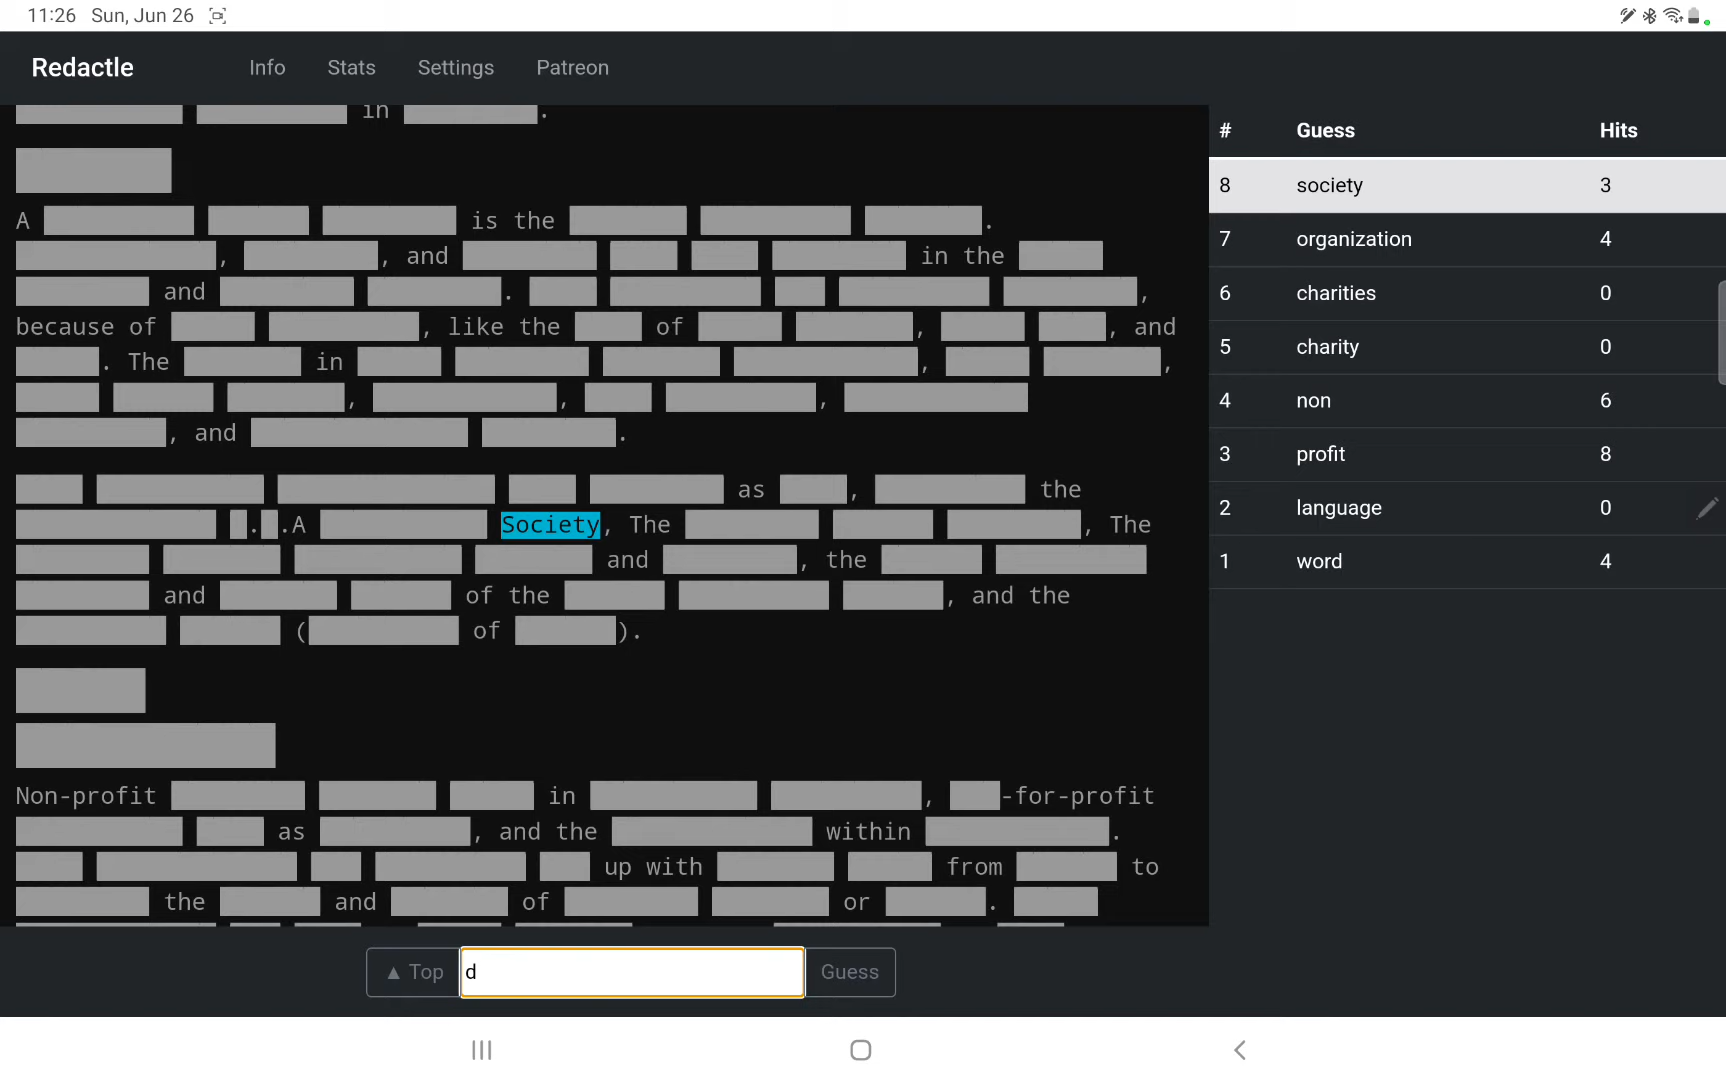 11:26 Sun, Jun 26
Redactle Info Stats Settings Patreon
in .
A is the .
, , and in the
and . ,
because of , like the of , , and
. The in , ,
, , ,
, and .
as , the
. .A Society, The , The
and , the
and of the , and the
( of ).
Non-profit in , -for-profit
as , and the within .
up with from to
the and of or .
# Guess Hits
8 society 3
7 organization 4
6 charities 0
5 charity 0
4 non 6
3 profit 8
2 language 0
1 word 4
▲ Top d Guess